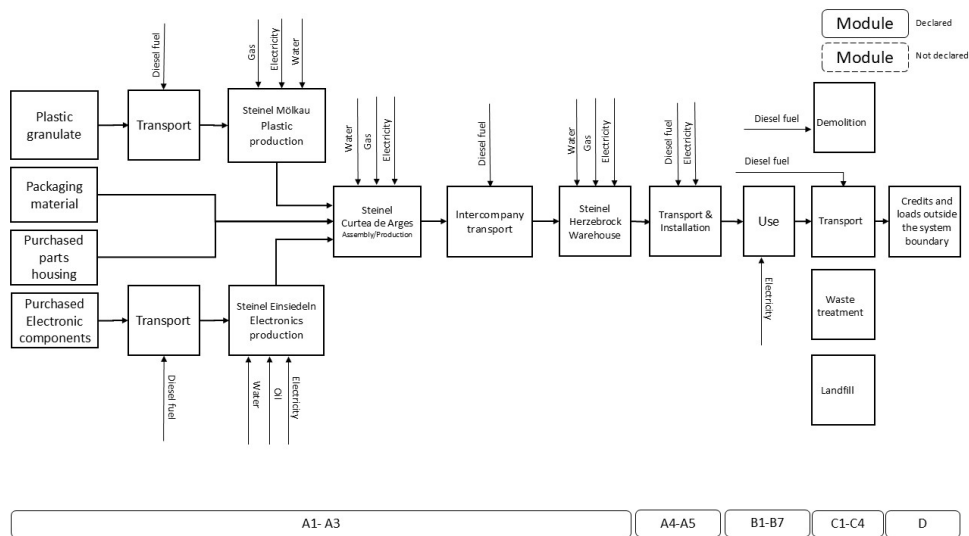 Module
Declared
Module
Not declared
Diesel fuel
Gas
Electricity
Water
Plastic
granulate
Transport
Steinel Mölkau
Plastic
production
Diesel fuel
Demolition
Packaging
material
Water
Gas
Electricity
Diesel fuel
Water
Gas
Electricity
Diesel fuel
Electricity
Diesel fuel
Steinel
Curtea de Arges
Assembly/Production
Intercompany
transport
Steinel
Herzebrock
Warehouse
Transport &
Installation
Use
Transport
Credits and
loads outside
the system
boundary
Purchased
parts
housing
Purchased
Electronic
components
Transport
Steinel Einsiedeln
Electronics
production
Electricity
Waste
treatment
Diesel fuel
Water
Oil
Electricity
Landfill
A1- A3
A4-A5
B1-B7
C1-C4
D